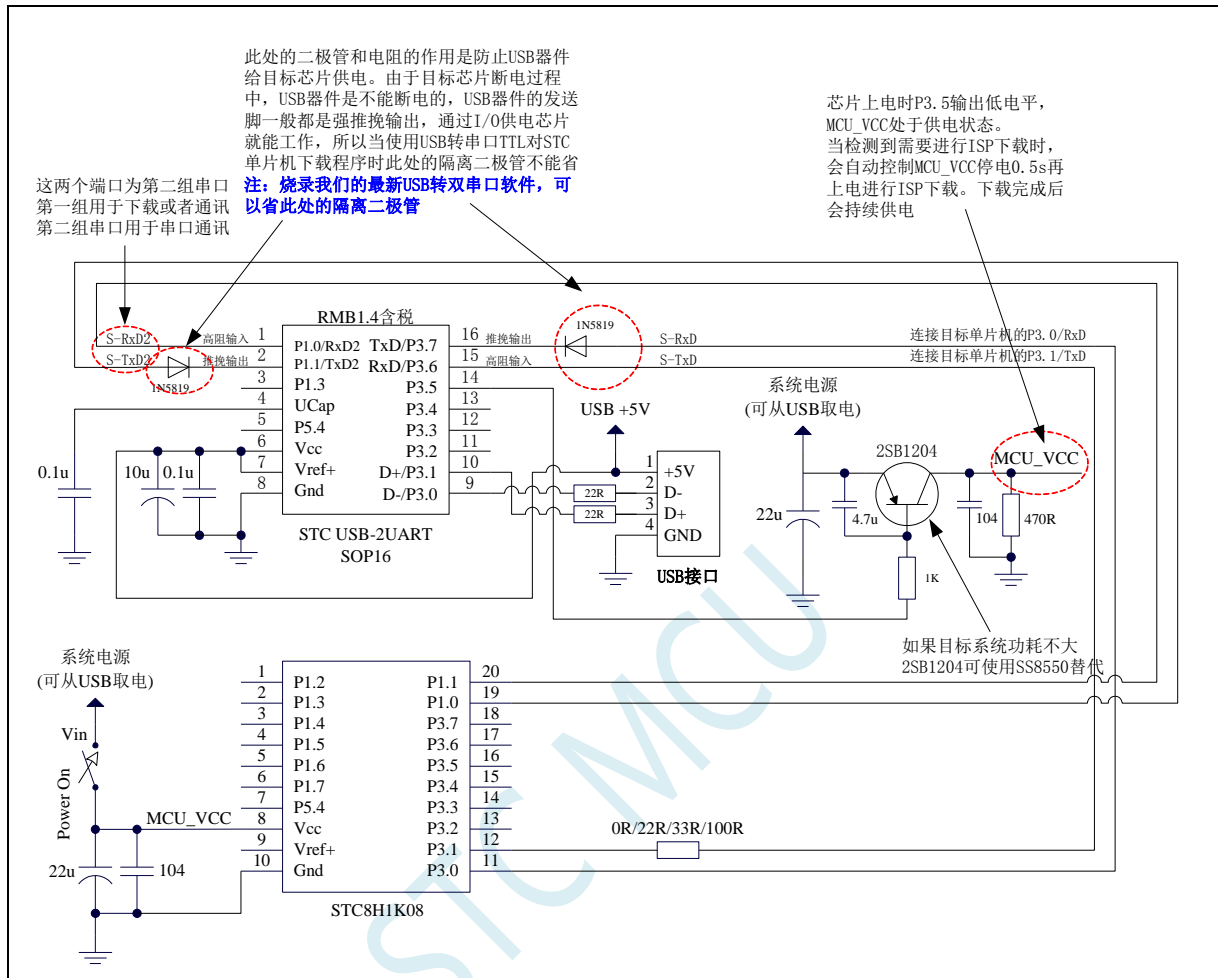 此处的二极管和电阻的作用是防止USB器件
给目标芯片供电。由于目标芯片断电过程
中，USB器件是不能断电的，USB器件的发送
脚一般都是强推挽输出，通过I/O供电芯片
就能工作，所以当使用USB转串口TTL对STC
单片机下载程序时此处的隔离二极管不能省
注：烧录我们的最新USB转双串口软件，可
以省此处的隔离二极管
芯片上电时P3.5输出低电平，
MCU_VCC处于供电状态。
当检测到需要进行ISP下载时，
会自动控制MCU_VCC停电0.5s再
上电进行ISP下载。下载完成后
会持续供电
这两个端口为第二组串口
第一组用于下载或者通讯
第二组串口用于串口通讯
RMB1.4含税
S-RxD2
高阻输入
1
P1.0/RxD2
TxD/P3.7
16
推挽输出
1N5819
S-RxD
连接目标单片机的P3.0/RxD
S-TxD2
1N5819
推挽输出
2
P1.1/TxD2
RxD/P3.6
15
高阻输入
S-TxD
连接目标单片机的P3.1/TxD
3
P1.3
P3.5
14
4
UCap
P3.4
13
5
P5.4
P3.3
12
6
Vcc
P3.2
11
7
Vref+
D+/P3.1
10
8
Gnd
D-/P3.0
9
STC USB-2UART
SOP16
0.1u
10u
0.1u
USB +5V
1
+5V
2
D-
3
D+
4
GND
22R
22R
USB接口
系统电源
(可从USB取电)
2SB1204
MCU_VCC
22u
4.7u
104
470R
1K
如果目标系统功耗不大
2SB1204可使用SS8550替代
系统电源
(可从USB取电)
Vin
Power On
MCU_VCC
22u
104
1
P1.2
P1.1
20
2
P1.3
P1.0
19
3
P1.4
P3.7
18
4
P1.5
P3.6
17
5
P1.6
P3.5
16
6
P1.7
P3.4
15
7
P5.4
P3.3
14
8
Vcc
P3.2
13
9
Vref+
P3.1
12
10
Gnd
P3.0
11
0R/22R/33R/100R
STC8H1K08
STC MCU